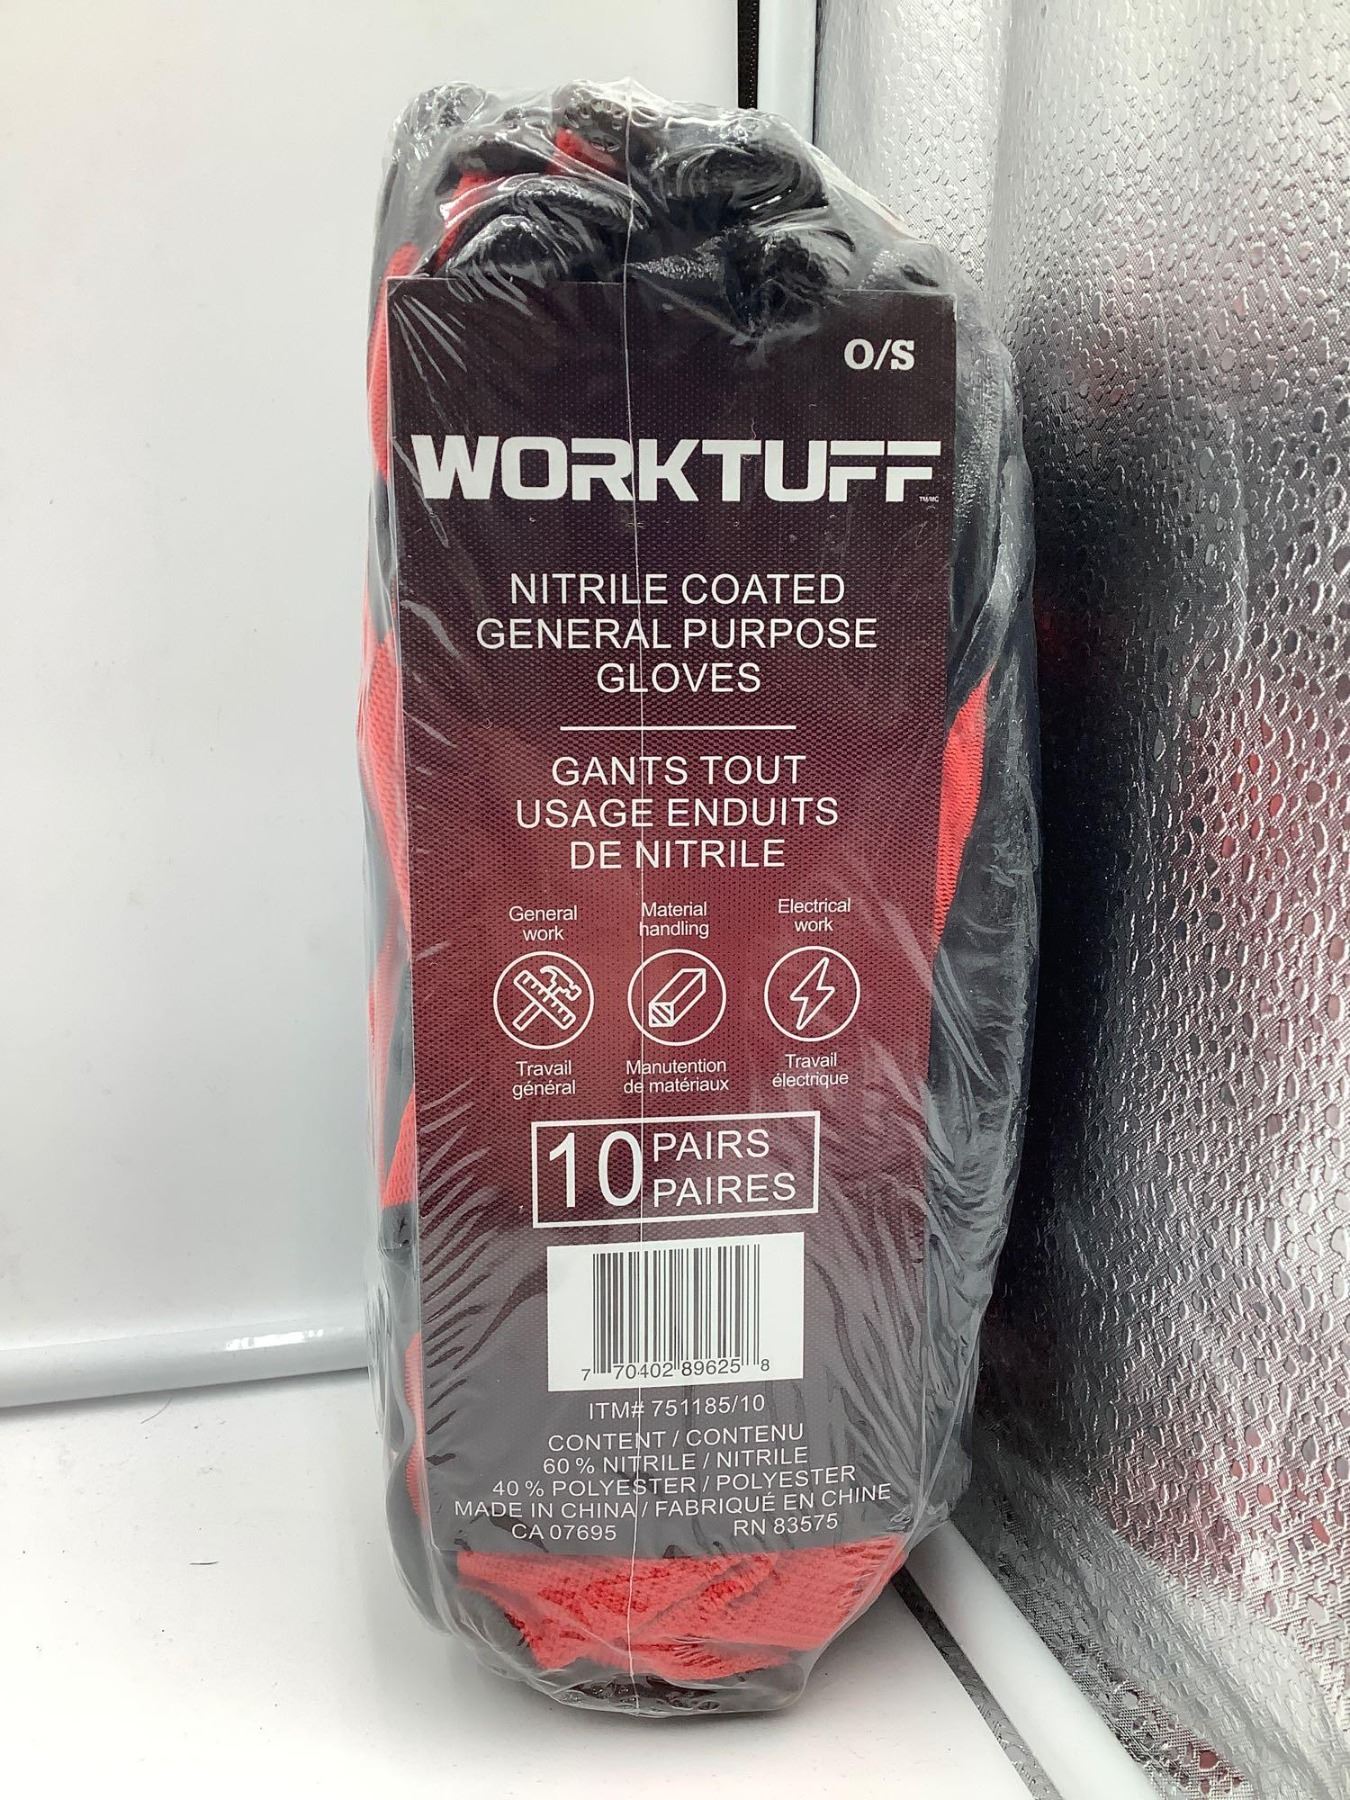 O/S
WORKTUFF TM/MC
NITRILE COATED
GENERAL PURPOSE
GLOVES
GANTS TOUT
USAGE ENDUITS
DE NITRILE
General
work
Material
handling
Electrical
work
Travail
général
Manutention
de matériaux
Travail
électrique
10 PAIRS
PAIRES
7 70402 89625 8
ITM# 751185/10
CONTENT / CONTENU
60 % NITRILE / NITRILE
40 % POLYESTER / POLYESTER
MADE IN CHINA / FABRIQUÉ EN CHINE
CA 07695 RN 83575